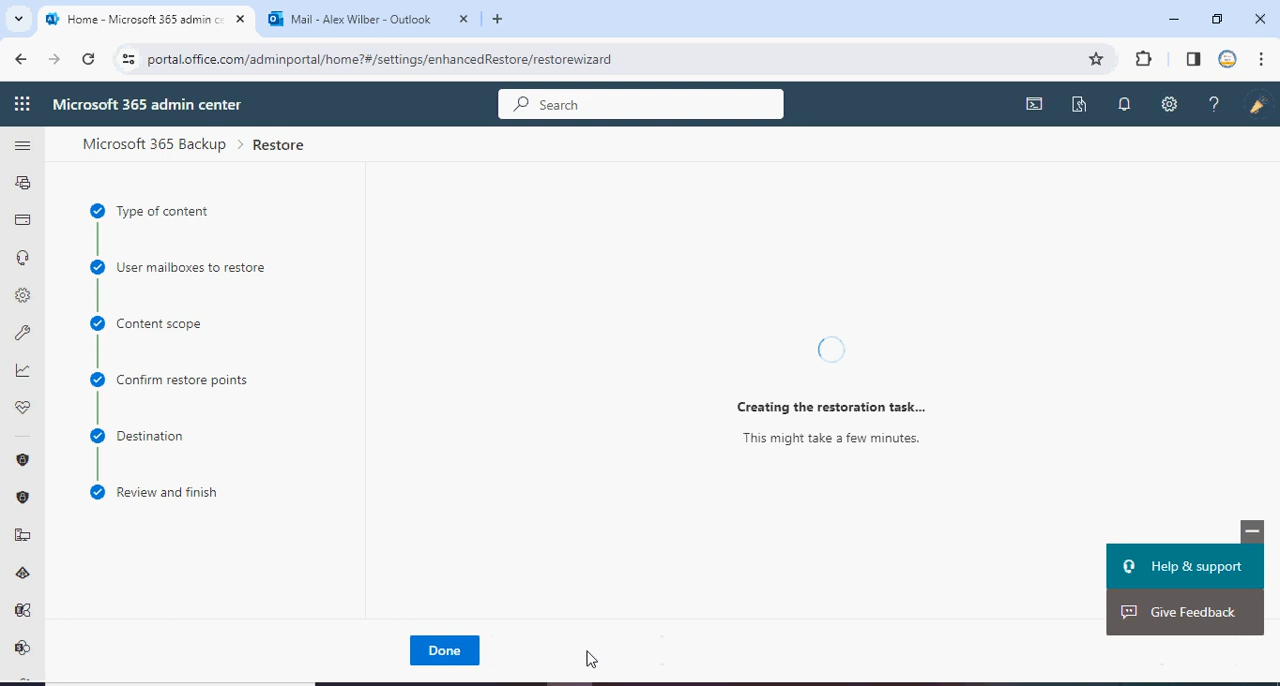 Home - Microsoft 365 admin ce
Mail - Alex Wilber - Outlook
portal.office.com/adminportal/home?#/settings/enhancedRestore/restorewizard
Microsoft 365 admin center
Search
Microsoft 365 Backup > Restore
Type of content
User mailboxes to restore
Content scope
Confirm restore points
Destination
Review and finish
Creating the restoration task...
This might take a few minutes.
Help & support
Give Feedback
Done